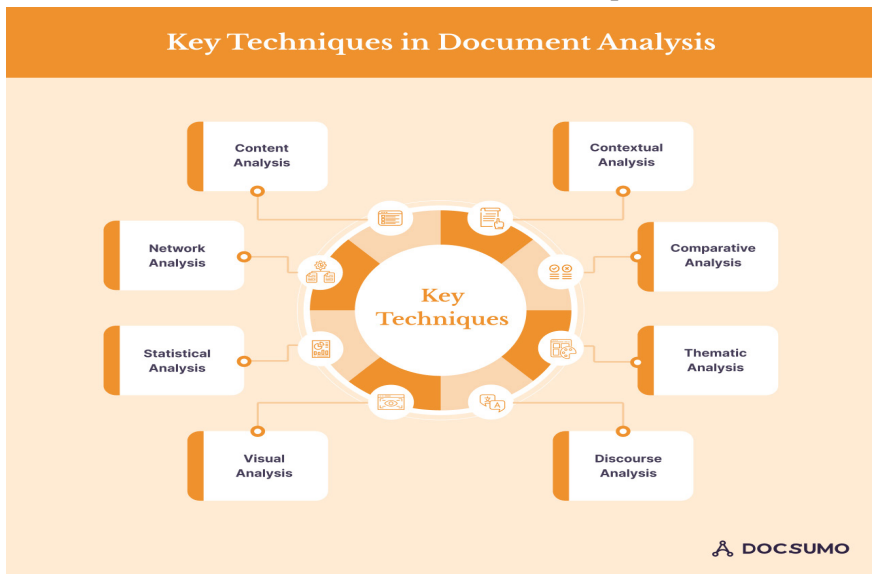 Key Techniques in Document Analysis
Content
Analysis
Contextual
Analysis
Network
Analysis
Comparative
Analysis
Key
Techniques
Statistical
Analysis
Thematic
Analysis
Visual
Analysis
Discourse
Analysis
DOCSUMO